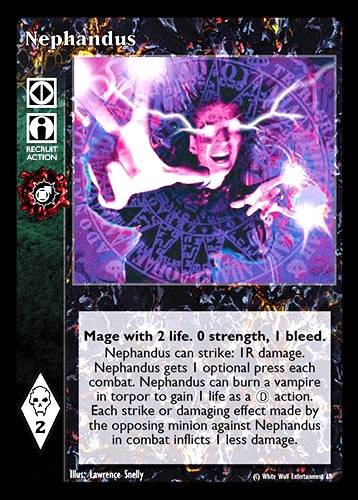 Nephandus
RECRUIT
ACTION
2
Mage with 2 life. 0 strength, 1 bleed.
Nephandus can strike: 1R damage.
Nephandus gets 1 optional press each
combat. Nephandus can burn a vampire
in torpor to gain 1 life as a Ⓓ action.
Each strike or damaging effect made by
the opposing minion against Nephandus
in combat inflicts 1 less damage.
Illus: Lawrence Snelly
(C) White Wolf Entertainment AB